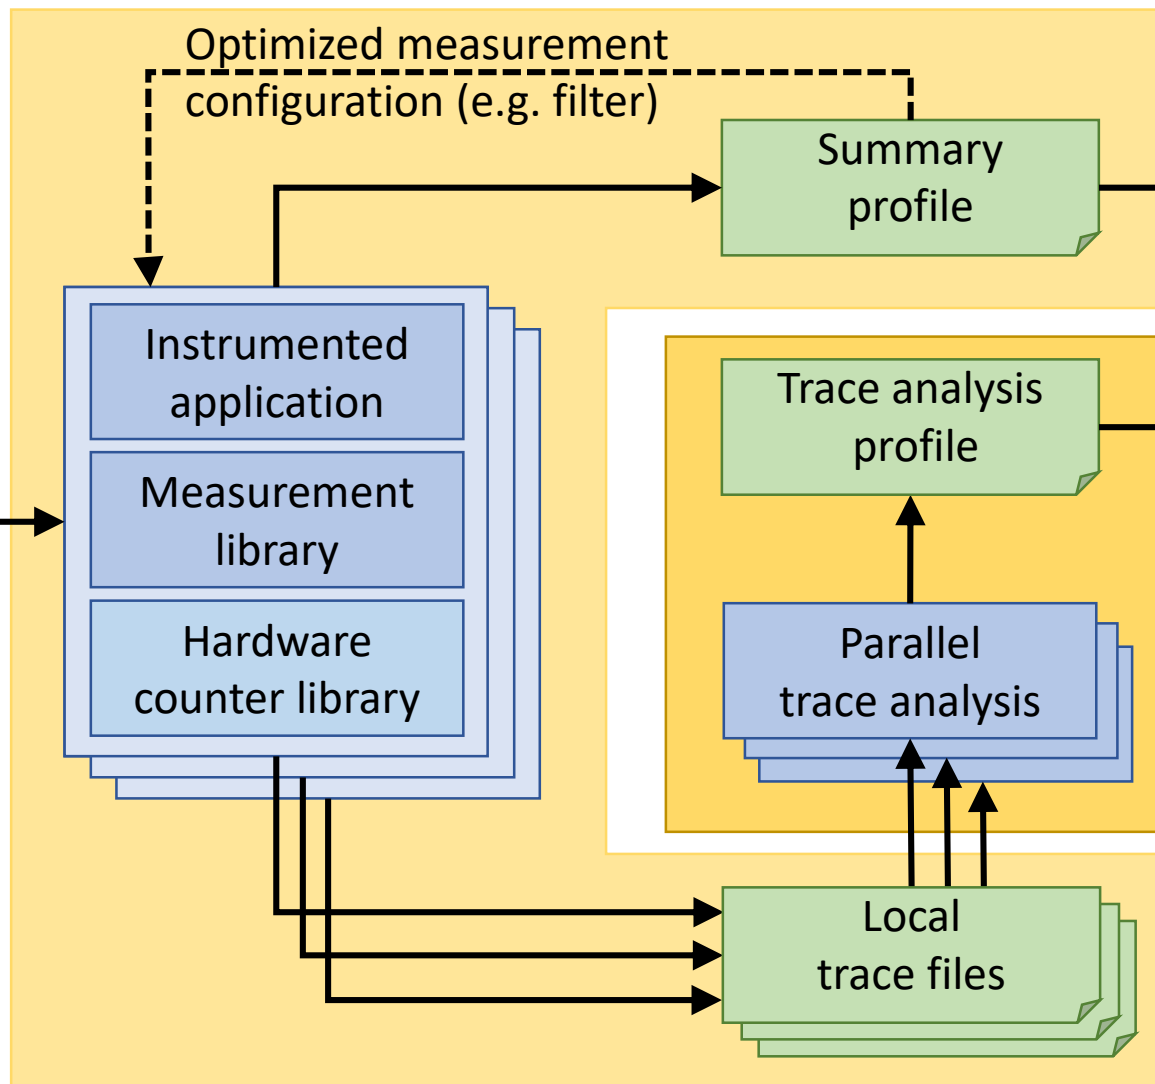 Optimized measurement
configuration (e.g. filter)
Summary
profile
Instrumented
application
Measurement
library
Hardware
counter library
Trace analysis
profile
Parallel
trace analysis
Local
trace files